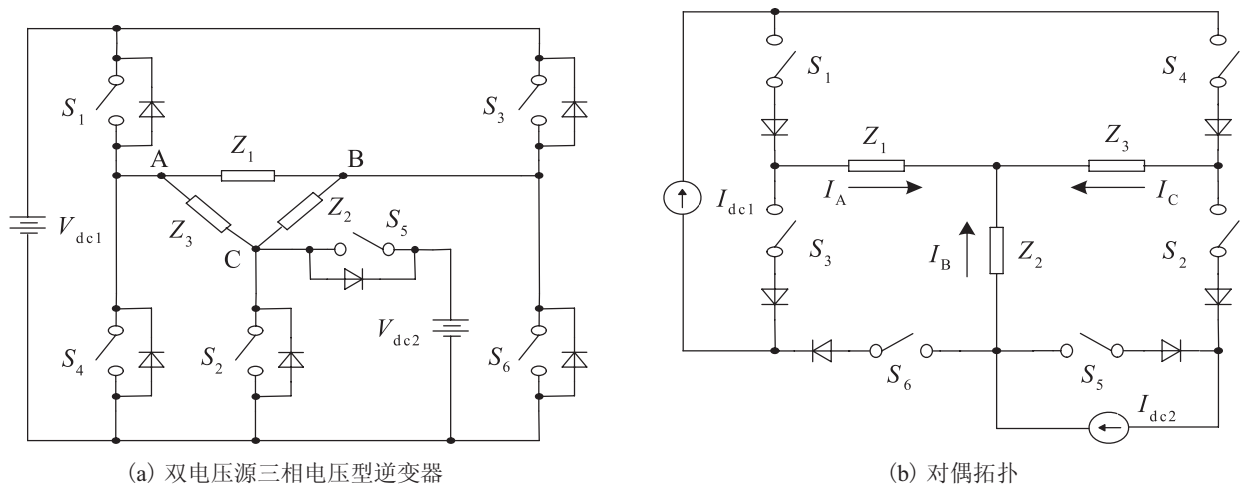 S1
S3
A
Z1
B
Z3
Z2
S5
C
Vdc1
Vdc2
S4
S2
S6
(a) 双电压源三相电压型逆变器
S1
S4
Z1
Z3
IA
IC
Idc1
S3
IB
Z2
S2
S6
S5
Idc2
(b) 对偶拓扑